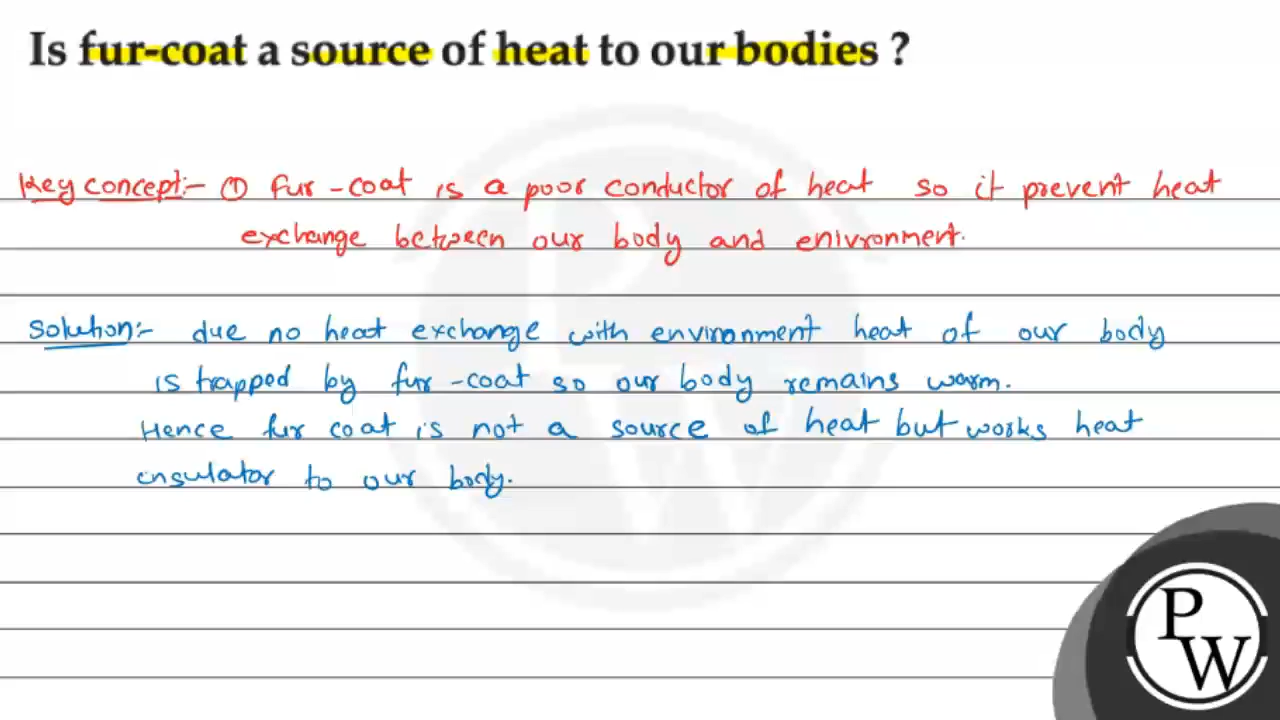 Is fur-coat a source of heat to our bodies ?
Key concept:- ① fur-coat is a poor conductor of heat so it prevent heat
exchange between our body and enivronment.
Solution:- due no heat exchange with environment heat of our body
is trapped by fur-coat so our body remains warm.
Hence fur coat is not a source of heat but works heat
insulator to our body.
P
W